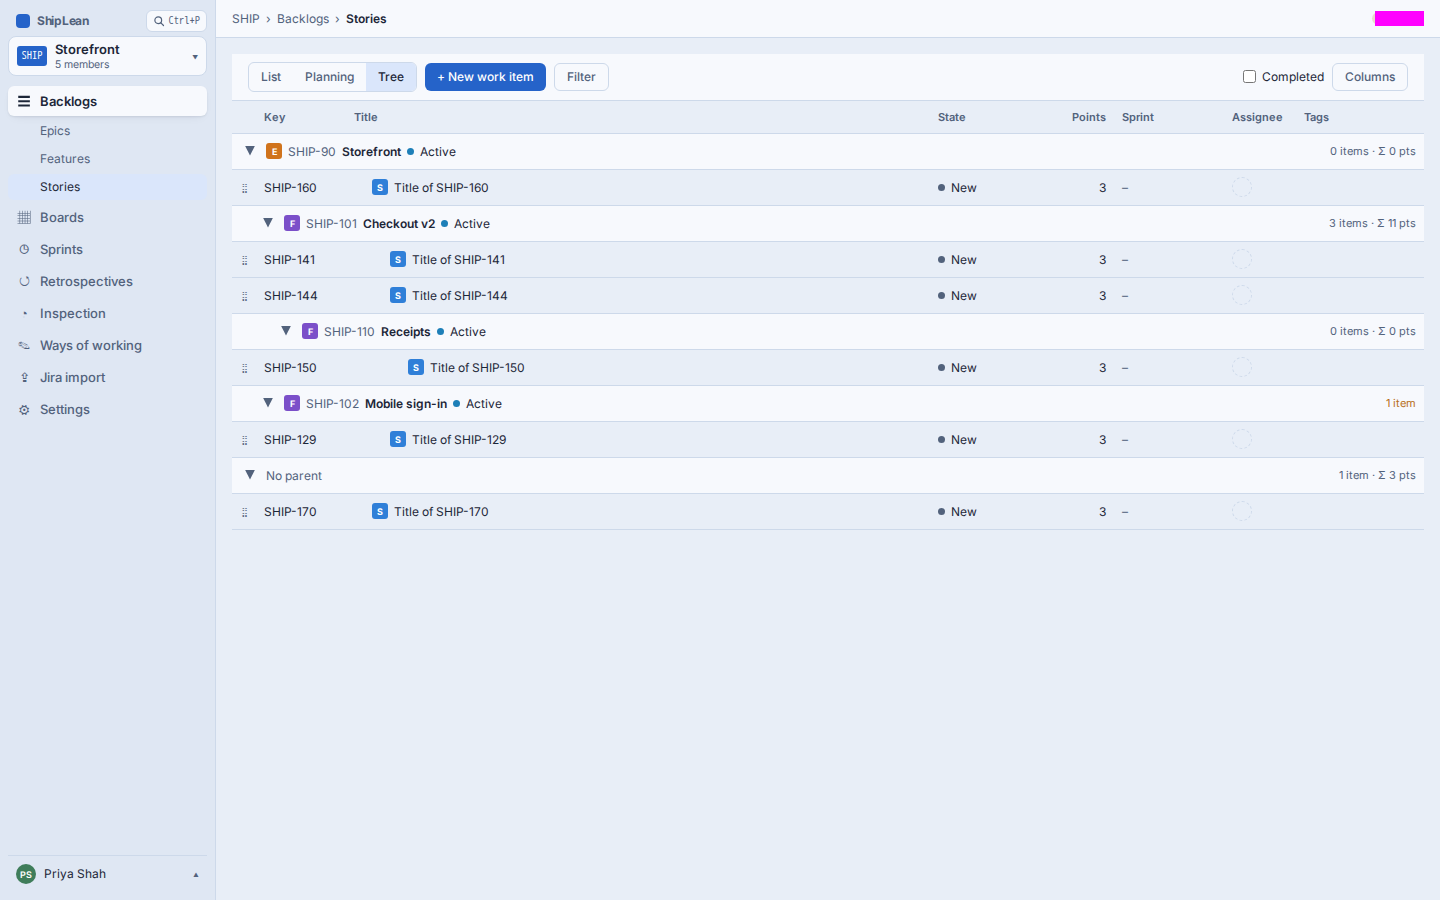 ShipLean Ctrl+P
SHIP › Backlogs › Stories
SHIP Storefront
5 members
Backlogs
Epics
Features
Stories
Boards
Sprints
Retrospectives
Inspection
Ways of working
Jira import
Settings
PS Priya Shah
List Planning Tree + New work item Filter Completed Columns
Key Title State Points Sprint Assignee Tags
E SHIP-90 Storefront Active 0 items · Σ 0 pts
SHIP-160 S Title of SHIP-160 New 3 –
F SHIP-101 Checkout v2 Active 3 items · Σ 11 pts
SHIP-141 S Title of SHIP-141 New 3 –
SHIP-144 S Title of SHIP-144 New 3 –
F SHIP-110 Receipts Active 0 items · Σ 0 pts
SHIP-150 S Title of SHIP-150 New 3 –
F SHIP-102 Mobile sign-in Active 1 item
SHIP-129 S Title of SHIP-129 New 3 –
No parent 1 item · Σ 3 pts
SHIP-170 S Title of SHIP-170 New 3 –